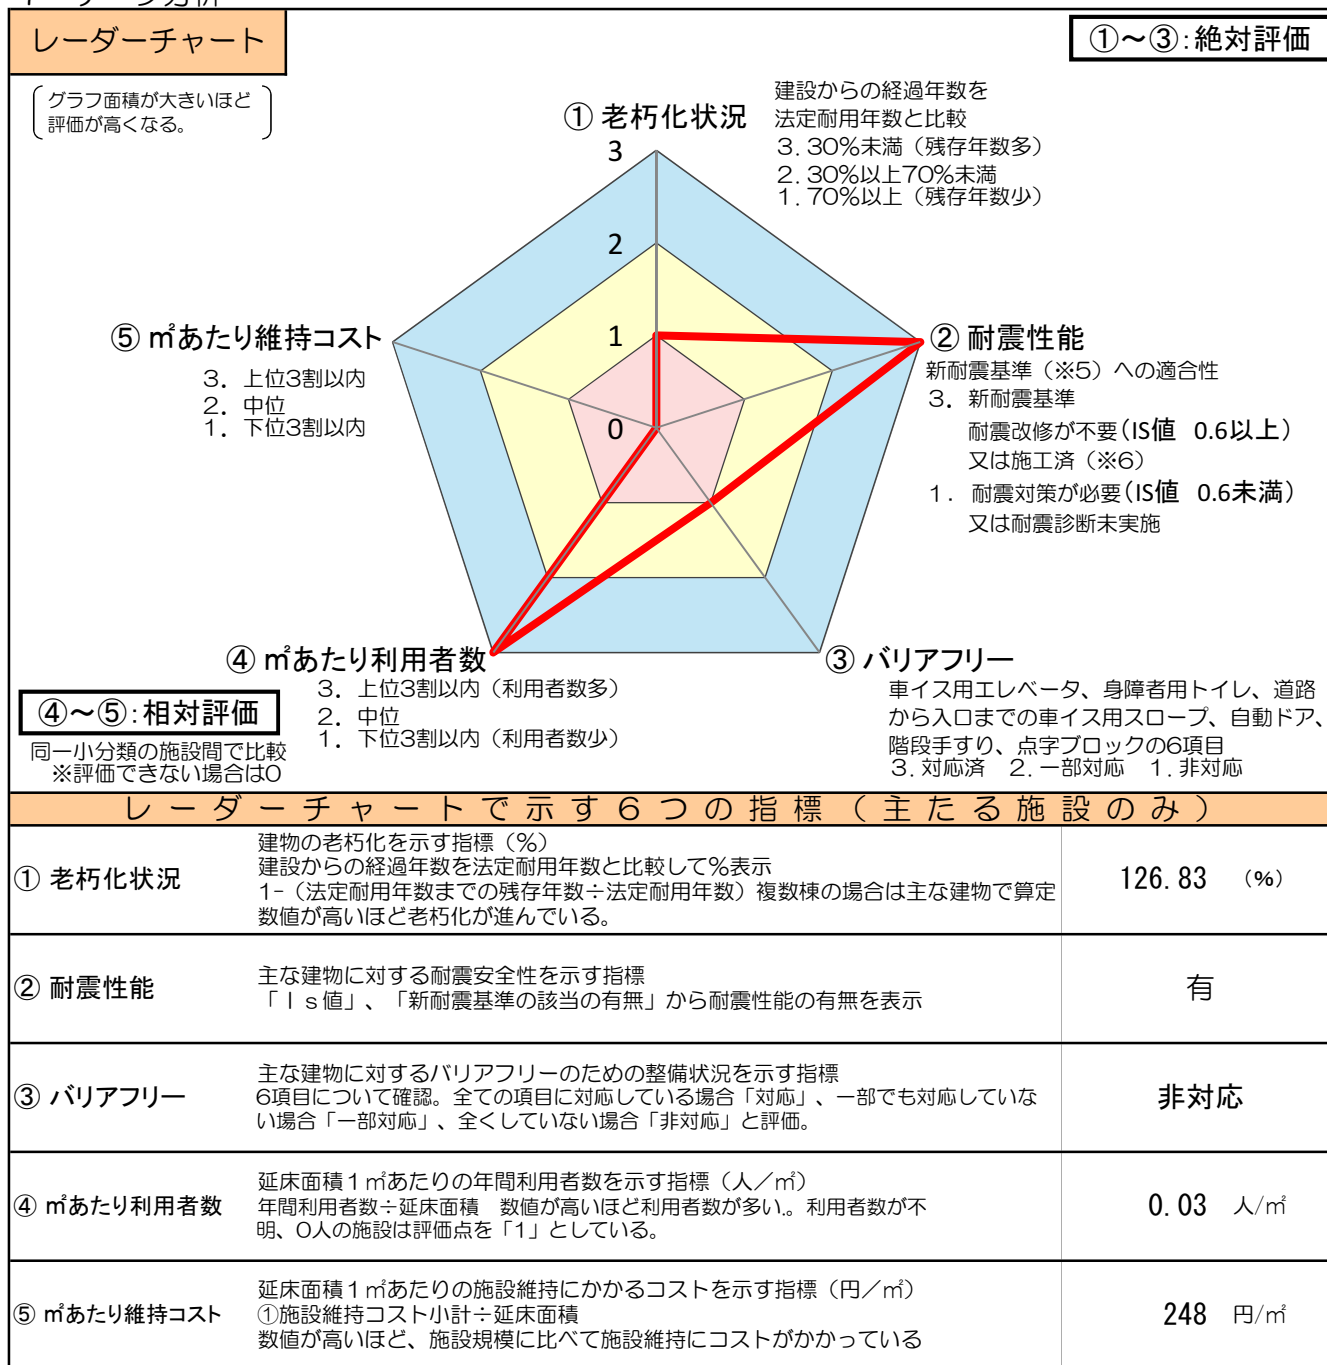 レーダーチャート
①～③：絶対評価
グラフ面積が大きいほど
評価が高くなる。
① 老朽化状況
建設からの経過年数を
法定耐用年数と比較
3．30％未満（残存年数多）
2．30％以上70％未満
1．70％以上（残存年数少）
3
2
1
0
⑤ ㎡あたり維持コスト
3．上位3割以内
2．中位
1．下位3割以内
② 耐震性能
新耐震基準（※5）への適合性
3．新耐震基準
耐震改修が不要（IS値　0.6以上）
又は施工済（※6）
1．耐震対策が必要（IS値　0.6未満）
又は耐震診断未実施
④ ㎡あたり利用者数
3．上位3割以内（利用者数多）
2．中位
1．下位3割以内（利用者数少）
③ バリアフリー
車イス用エレベータ、身障者用トイレ、道路
から入口までの車イス用スロープ、自動ドア、
階段手すり、点字ブロックの6項目
3．対応済　2．一部対応　1．非対応
④～⑤：相対評価
同一小分類の施設間で比較
※評価できない場合は0
レーダーチャートで示す６つの指標（主たる施設のみ）
① 老朽化状況
建物の老朽化を示す指標（％）
建設からの経過年数を法定耐用年数と比較して％表示
1-（法定耐用年数までの残存年数÷法定耐用年数）複数棟の場合は主な建物で算定
数値が高いほど老朽化が進んでいる。
126.83　（％）
② 耐震性能
主な建物に対する耐震安全性を示す指標
「Ｉｓ値」、「新耐震基準の該当の有無」から耐震性能の有無を表示
有
③ バリアフリー
主な建物に対するバリアフリーのための整備状況を示す指標
6項目について確認。全ての項目に対応している場合「対応」、一部でも対応していな
い場合「一部対応」、全くしていない場合「非対応」と評価。
非対応
④ ㎡あたり利用者数
延床面積１㎡あたりの年間利用者数を示す指標（人／㎡）
年間利用者数÷延床面積　数値が高いほど利用者数が多い。利用者数が不
明、0人の施設は評価点を「1」としている。
0.03　人/㎡
⑤ ㎡あたり維持コスト
延床面積１㎡あたりの施設維持にかかるコストを示す指標（円／㎡）
①施設維持コスト小計÷延床面積
数値が高いほど、施設規模に比べて施設維持にコストがかかっている
248　円/㎡